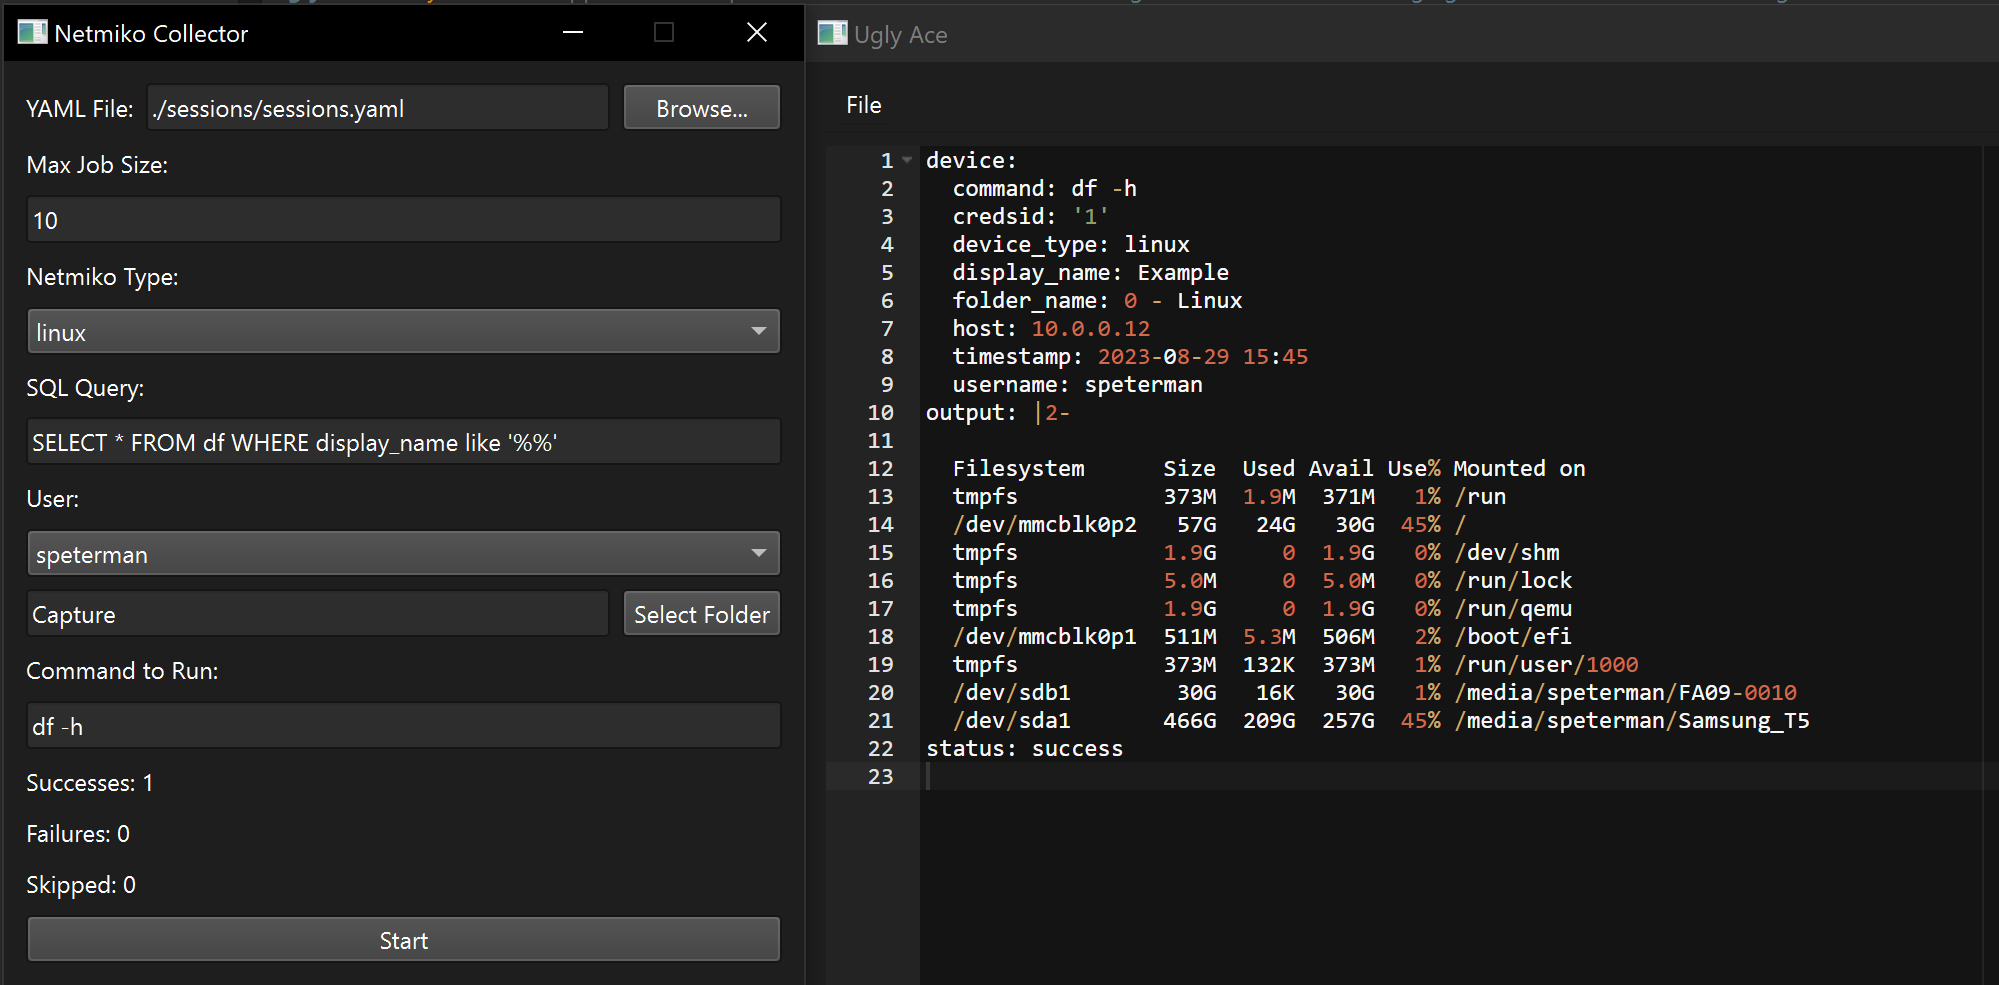 Netmiko Collector
YAML File: ./sessions/sessions.yaml Browse...
Max Job Size:
10
Netmiko Type:
linux
SQL Query:
SELECT * FROM df WHERE display_name like '%%'
User:
speterman
Capture Select Folder
Command to Run:
df -h
Successes: 1
Failures: 0
Skipped: 0
Start
Ugly Ace
File
1 device:
2   command: df -h
3   credsid: '1'
4   device_type: linux
5   display_name: Example
6   folder_name: 0 - Linux
7   host: 10.0.0.12
8   timestamp: 2023-08-29 15:45
9   username: speterman
10 output: |2-
11
12   Filesystem      Size  Used Avail Use% Mounted on
13   tmpfs           373M  1.9M  371M   1% /run
14   /dev/mmcblk0p2   57G   24G   30G  45% /
15   tmpfs           1.9G     0  1.9G   0% /dev/shm
16   tmpfs           5.0M     0  5.0M   0% /run/lock
17   tmpfs           1.9G     0  1.9G   0% /run/qemu
18   /dev/mmcblk0p1  511M  5.3M  506M   2% /boot/efi
19   tmpfs           373M  132K  373M   1% /run/user/1000
20   /dev/sdb1        30G   16K   30G   1% /media/speterman/FA09-0010
21   /dev/sda1       466G  209G  257G  45% /media/speterman/Samsung_T5
22 status: success
23